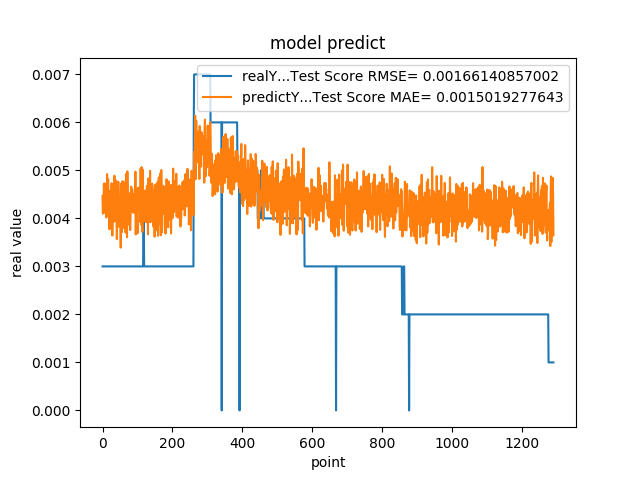 model predict
realY...Test Score RMSE= 0.00166140857002
predictY...Test Score MAE= 0.0015019277643
real value
0.007
0.006
0.005
0.004
0.003
0.002
0.001
0.000
0 200 400 600 800 1000 1200
point